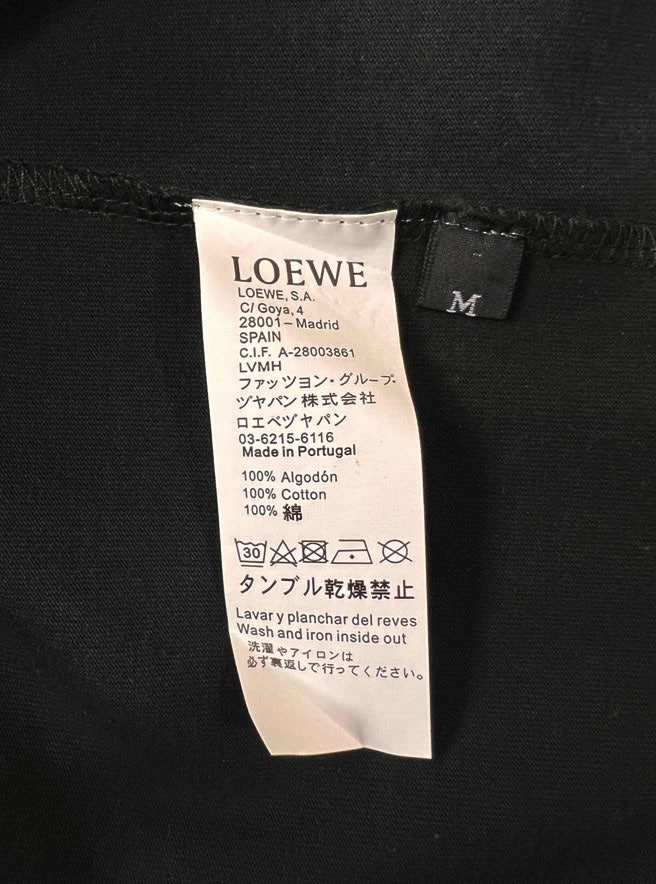 LOEWE
LOEWE, S.A.
C/ Goya, 4
28001 – Madrid
SPAIN
C.I.F. A-28003861
LVMH
ファッツヨン・グループ・
ヅヤパン株式会社
ロエベヅヤパン
03-6215-6116
Made in Portugal
100% Algodón
100% Cotton
100% 綿
30
タンブル乾燥禁止
Lavar y planchar del reves
Wash and iron inside out
洗濯やアイロンは
必ず裏返しで行ってください。
M